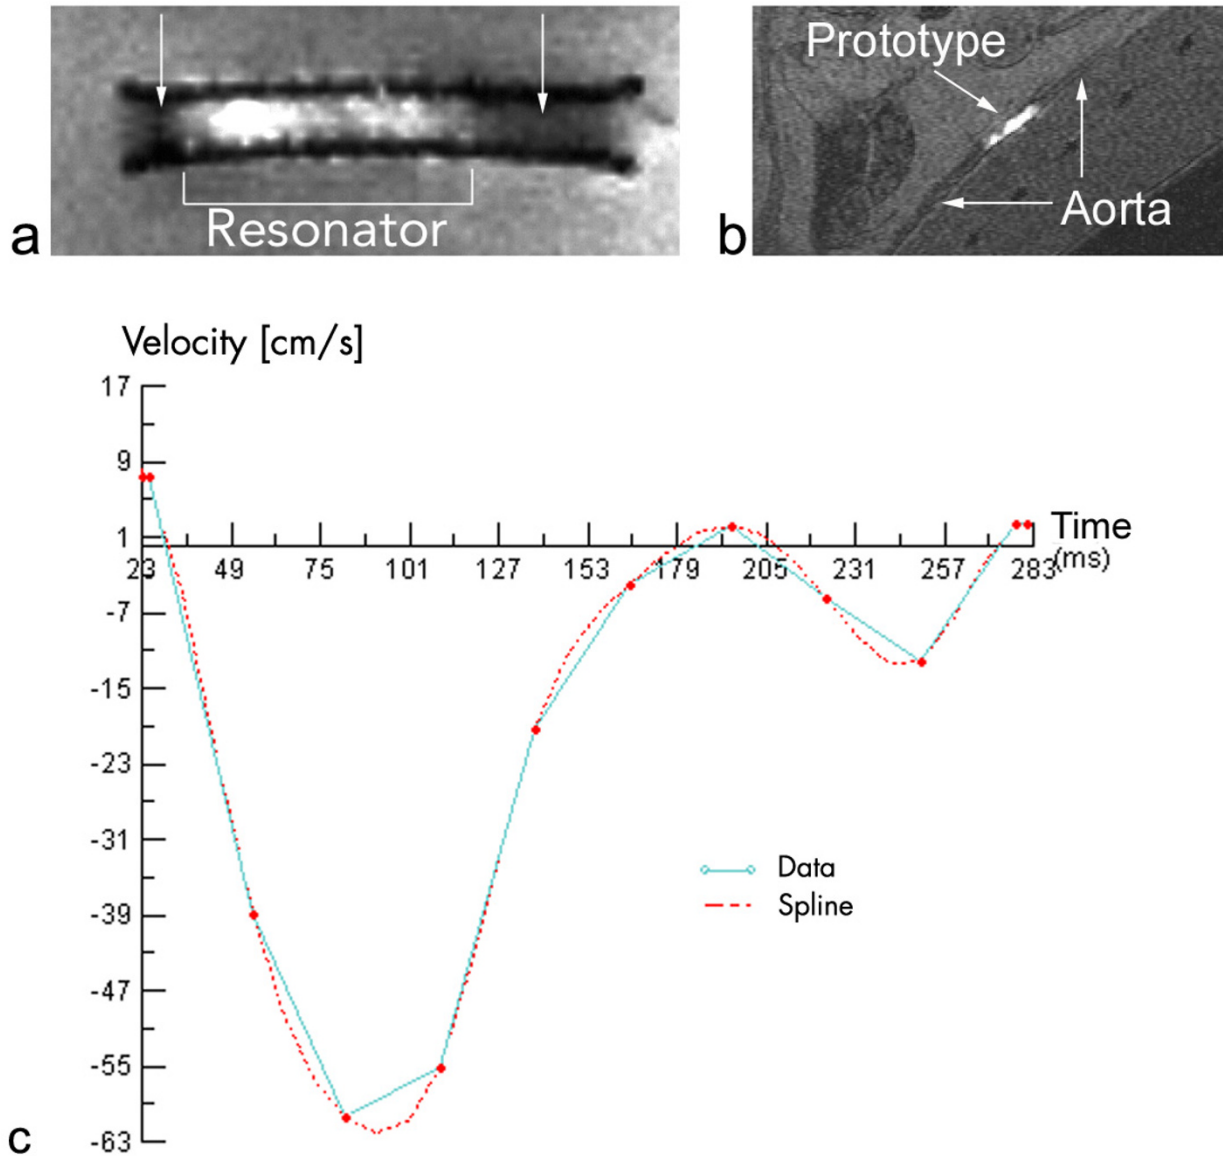 a
Resonator
b
Prototype
Aorta
Velocity [cm/s]
17
9
1
-7
-15
-23
-31
-39
-47
-55
-63
23 49 75 101 127 153 179 205 231 257 283
Time
(ms)
Data
Spline
c